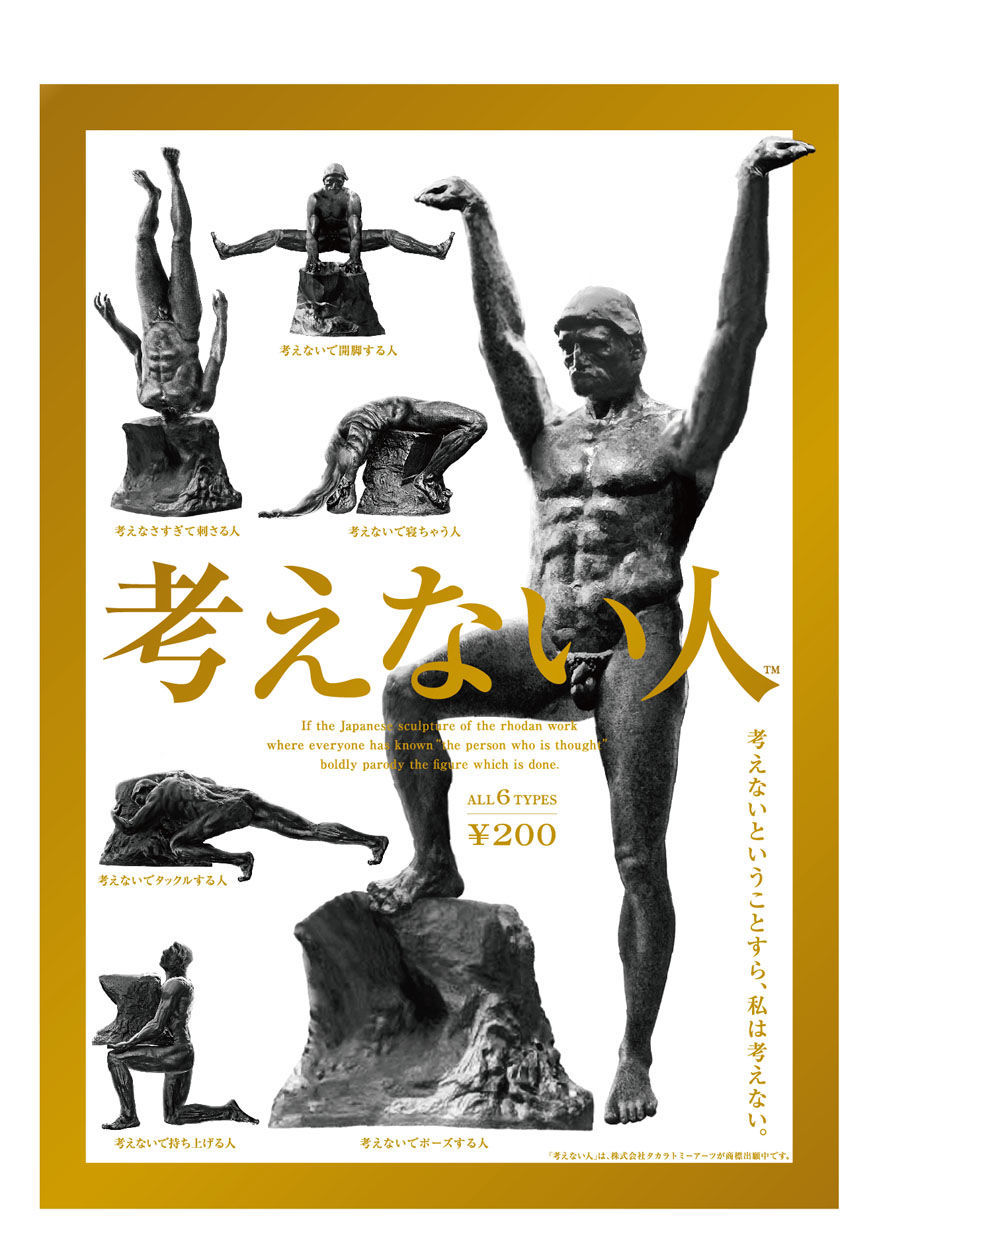 考えないで開脚する人
考えなさすぎて刺さる人
考えないで寝ちゃう人
考えない人™
If the Japanese sculpture of the rhodan work
where everyone has known "the person who is thought"
boldly parody the figure which is done.
ALL 6 TYPES
¥200
考えないということすら、私は考えない。
考えないでタックルする人
考えないで持ち上げる人
考えないでポーズする人
「考えない人」は、株式会社タカラトミーアーツが商標出願中です。